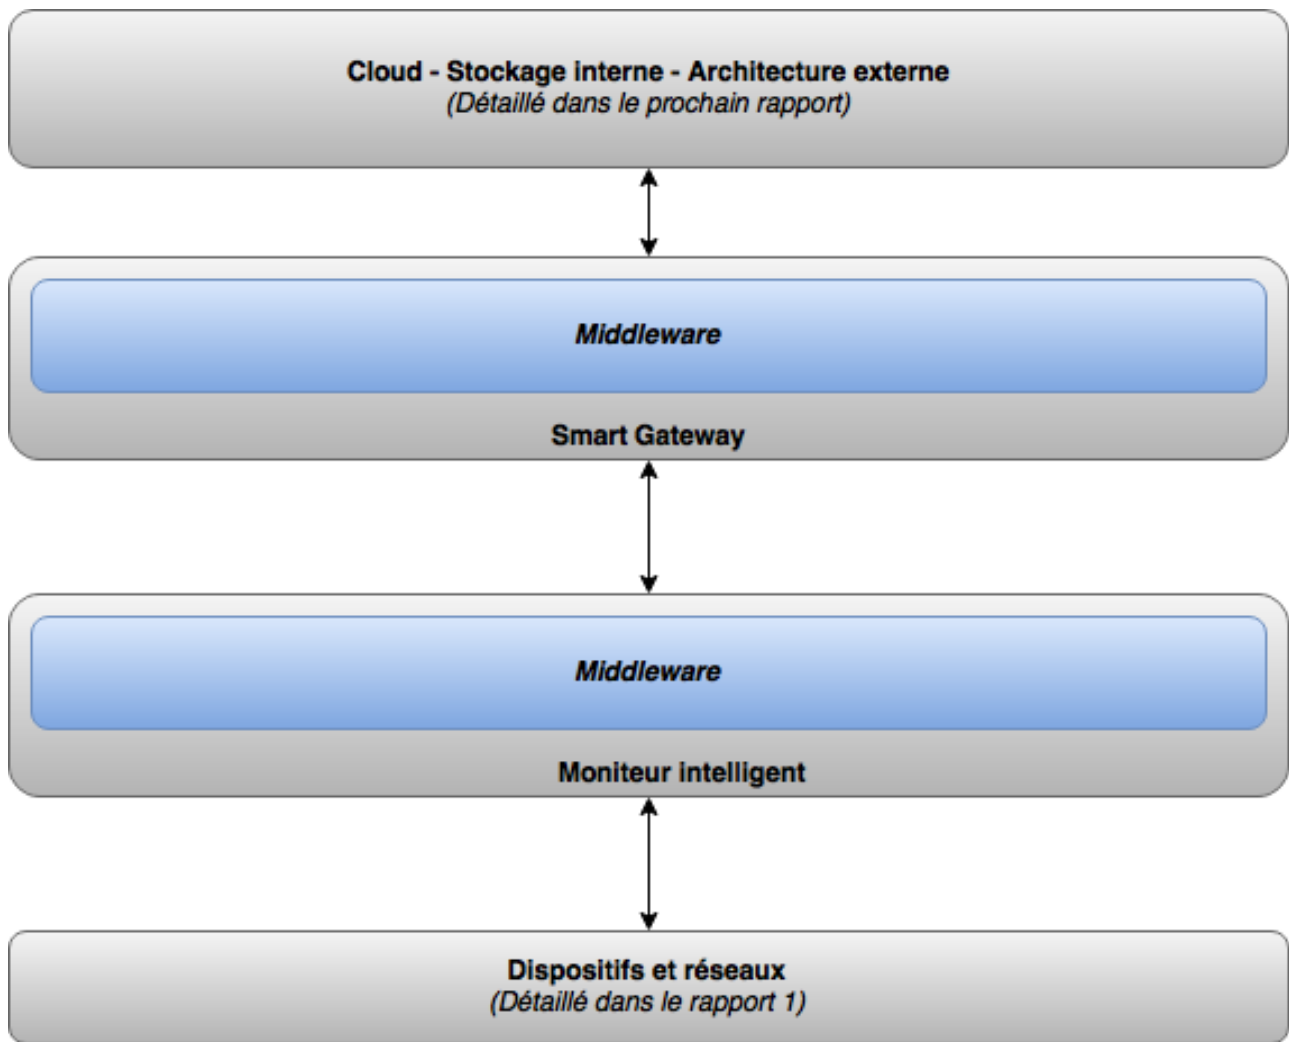 Cloud - Stockage interne - Architecture externe
(Détaillé dans le prochain rapport)
Middleware
Smart Gateway
Middleware
Moniteur intelligent
Dispositifs et réseaux
(Détaillé dans le rapport 1)